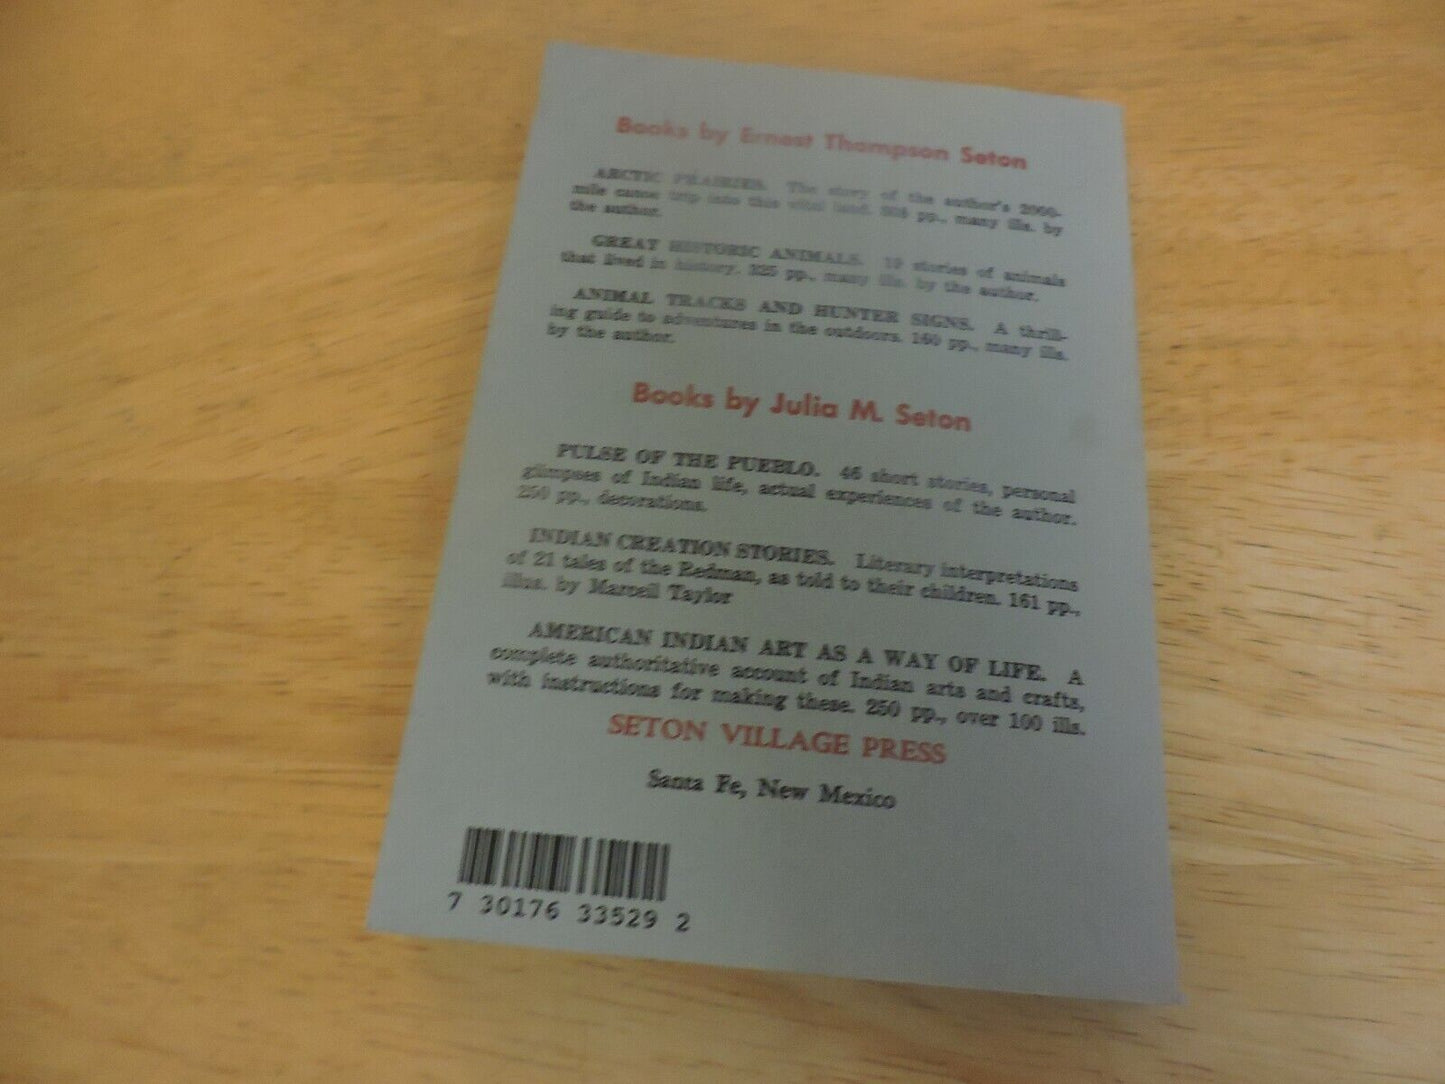 Books by Ernest Thompson Seton
ARCTIC PRAIRIES. The story of the author's 2000-
mile canoe trip into this vital land. pp., many ills. by
the author.
GREAT HISTORIC ANIMALS. 19 stories of animals
that lived in history. 325 pp., many ills. by the author.
ANIMAL TRACKS AND HUNTER SIGNS. A thrill-
ing guide to adventures in the outdoors. 160 pp., many ills.
by the author.
Books by Julia M. Seton
PULSE OF THE PUEBLO. 46 short stories, personal
glimpses of Indian life, actual experiences of the author.
250 pp., decorations.
INDIAN CREATION STORIES. Literary interpretations
of 21 tales of the Redman, as told to their children. 161 pp.,
illus. by Marceil Taylor
AMERICAN INDIAN ART AS A WAY OF LIFE. A
complete authoritative account of Indian arts and crafts,
with instructions for making these. 250 pp., over 100 ills.
SETON VILLAGE PRESS
Santa Fe, New Mexico
7 30176 33529 2